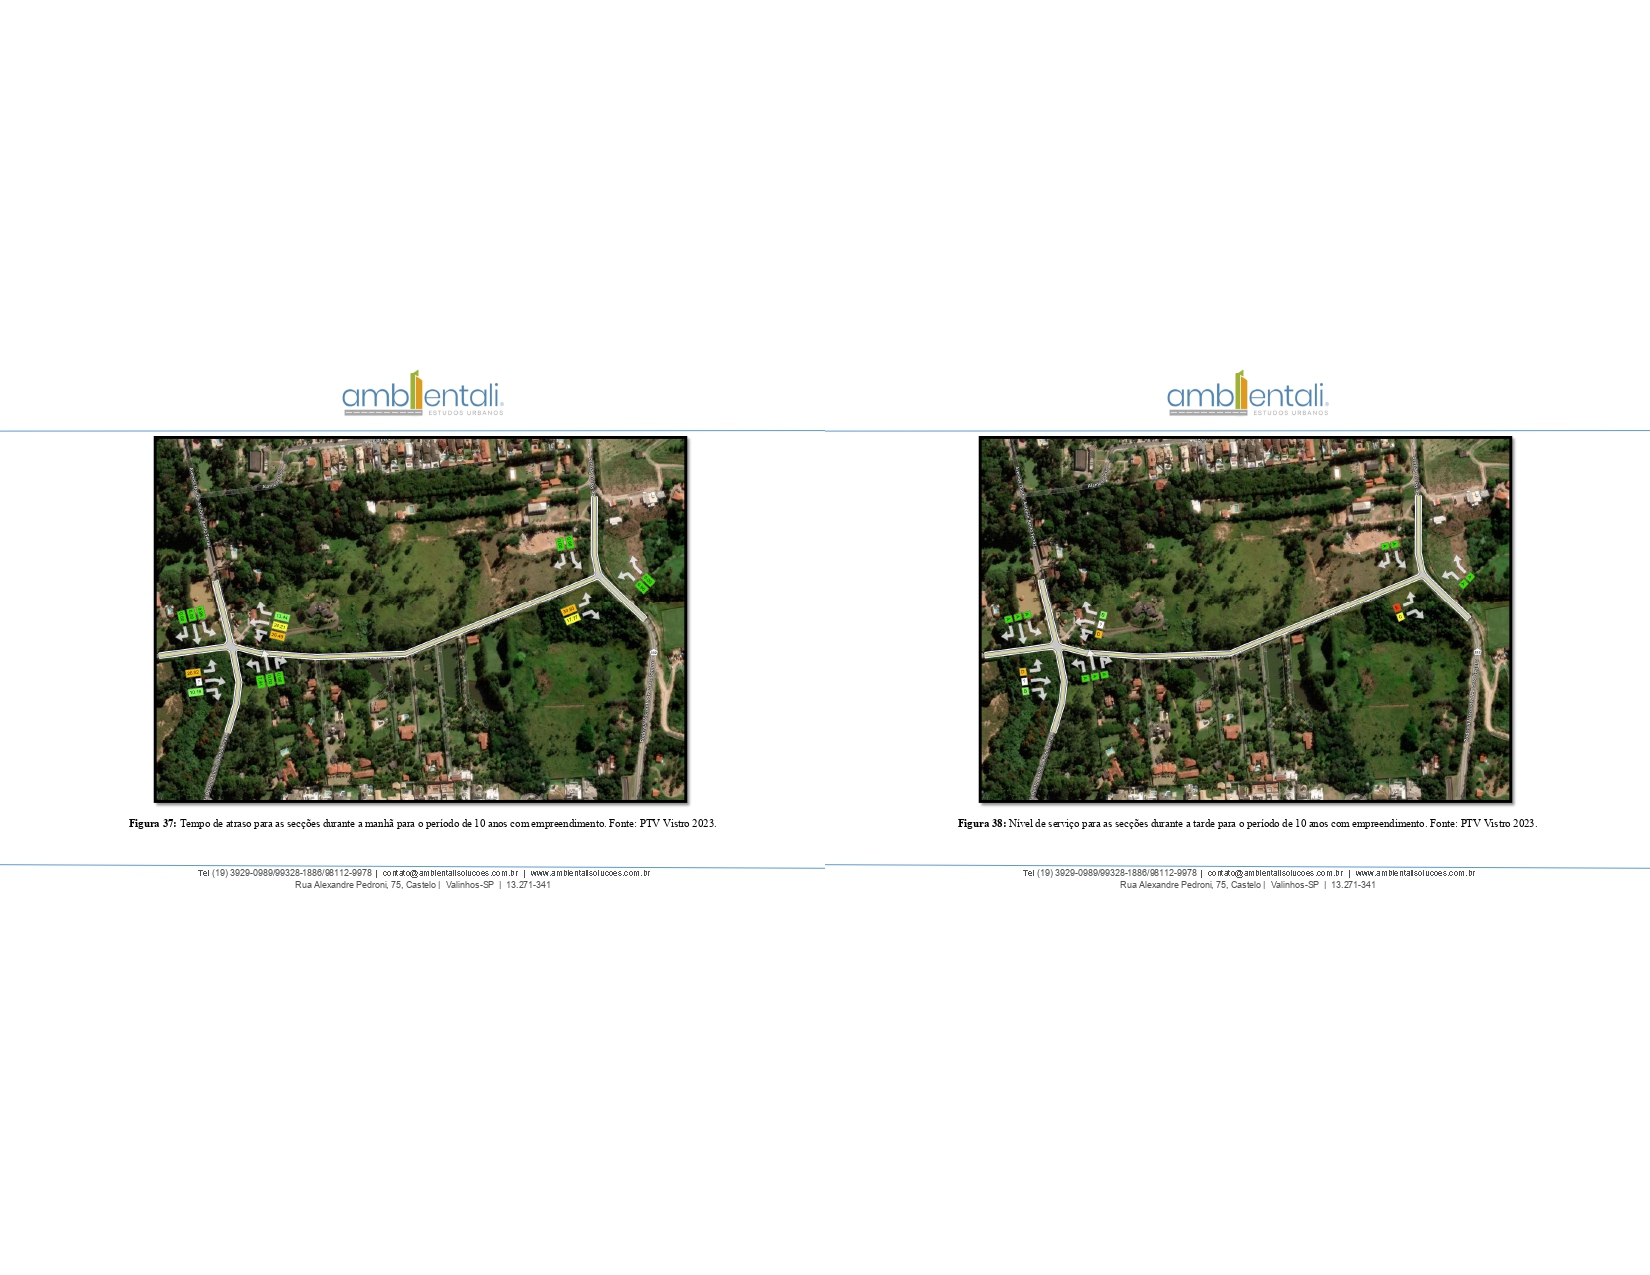 ambientali
ESTUDOS URBANOS
Figura 37: Tempo de atraso para as secções durante a manhã para o período de 10 anos com empreendimento. Fonte: PTV Vistro 2023.
Tel (19) 3929-0989/99328-1886/98112-9978 | contato@ambientalisolucoes.com.br | www.ambientalisolucoes.com.br
Rua Alexandre Pedroni, 75, Castelo | Valinhos-SP | 13.271-341
ambientali
ESTUDOS URBANOS
Figura 38: Nível de serviço para as secções durante a tarde para o período de 10 anos com empreendimento. Fonte: PTV Vistro 2023.
Tel (19) 3929-0989/99328-1886/98112-9978 | contato@ambientalisolucoes.com.br | www.ambientalisolucoes.com.br
Rua Alexandre Pedroni, 75, Castelo | Valinhos-SP | 13.271-341